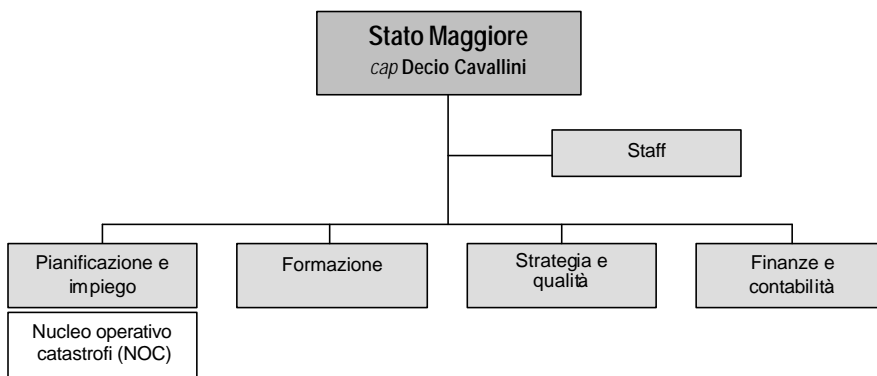 Stato Maggiore
cap Decio Cavallini
Staff
Pianificazione e
impiego
Formazione
Strategia e
qualità
Finanze e
contabilità
Nucleo operativo
catastrofi (NOC)